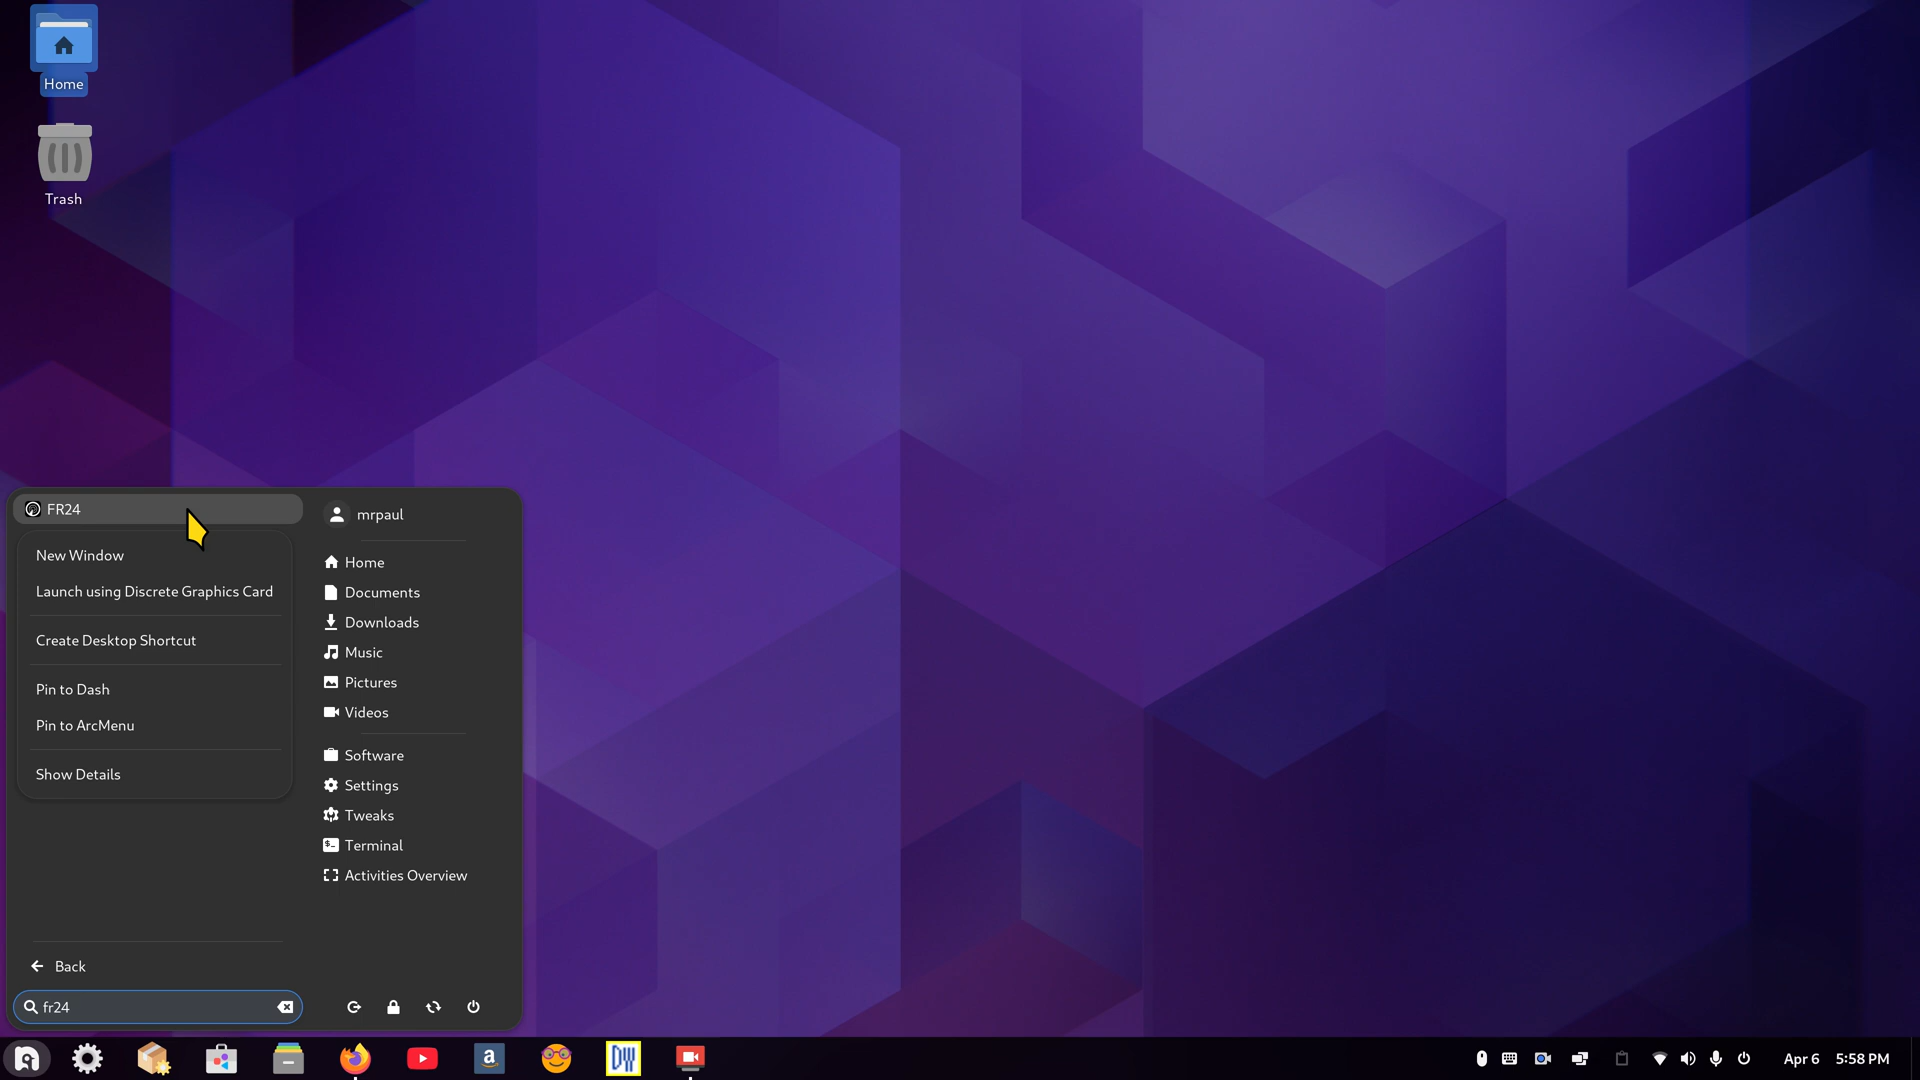 Home
Trash
FR24
New Window
Launch using Discrete Graphics Card
Create Desktop Shortcut
Pin to Dash
Pin to ArcMenu
Show Details
Back
fr24
mrpaul
Home
Documents
Downloads
Music
Pictures
Videos
Software
Settings
Tweaks
Terminal
Activities Overview
a
DW
Apr 6 5:58 PM